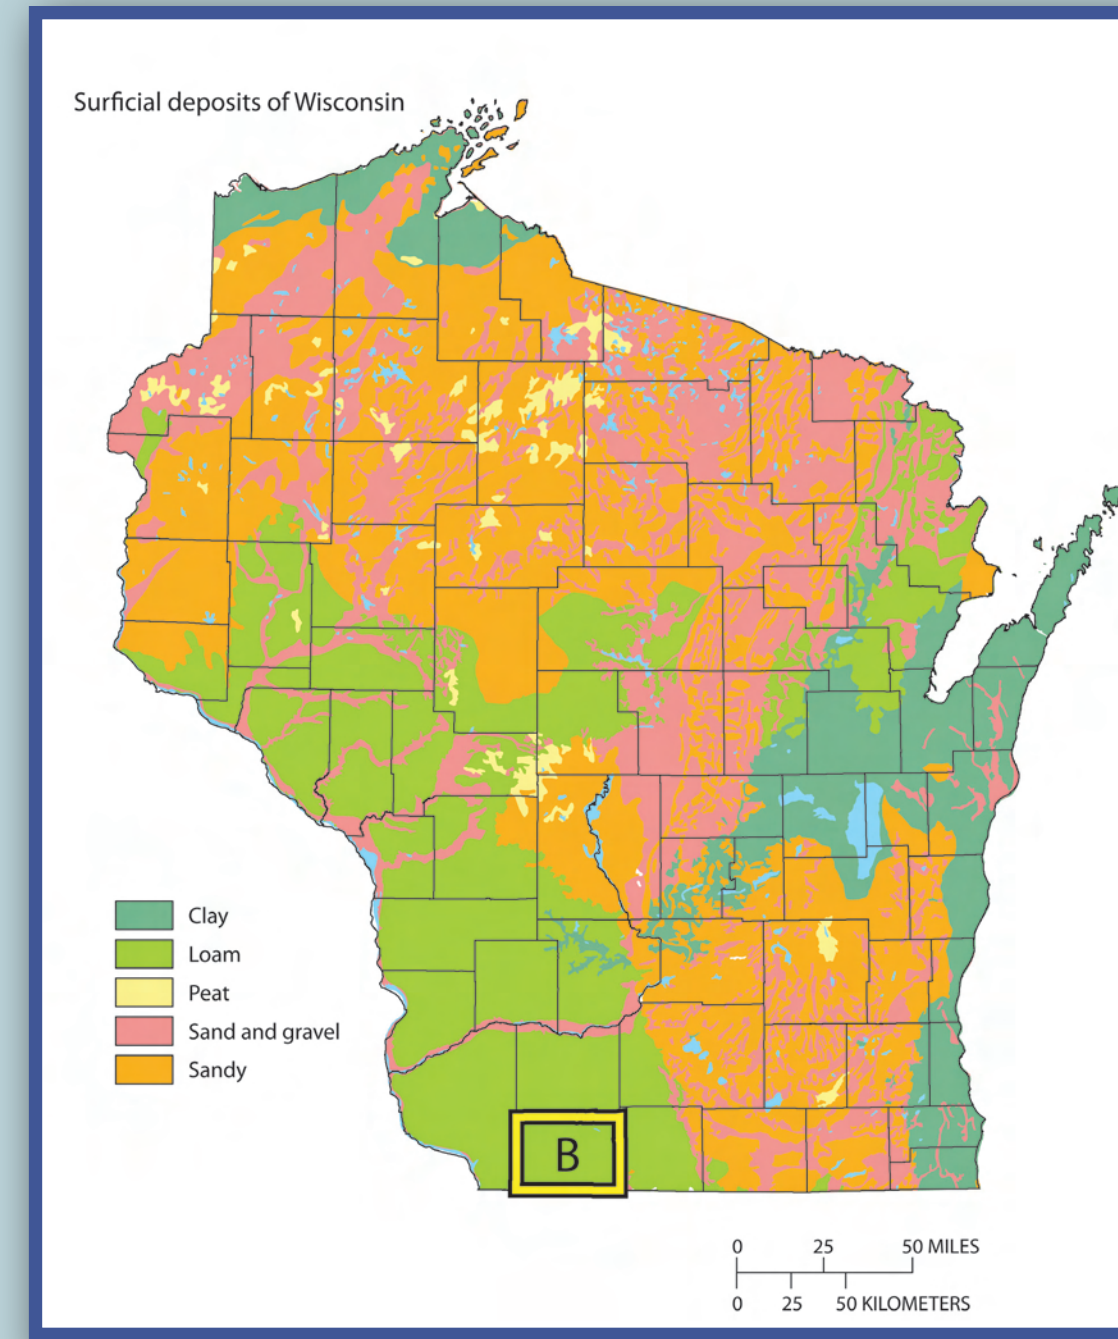 Surficial deposits of Wisconsin
Clay
Loam
Peat
Sand and gravel
Sandy
B
0 25 50 MILES
0 25 50 KILOMETERS